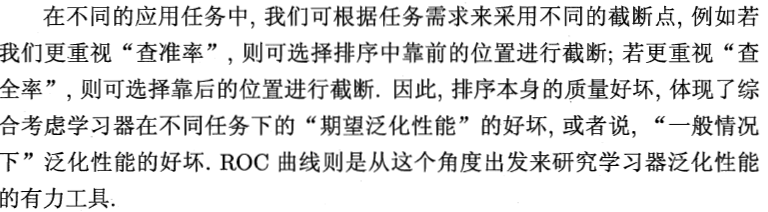 在不同的应用任务中, 我们可根据任务需求来采用不同的截断点, 例如若
我们更重视“查准率”, 则可选择排序中靠前的位置进行截断; 若更重视“查
全率”, 则可选择靠后的位置进行截断. 因此, 排序本身的质量好坏, 体现了综
合考虑学习器在不同任务下的“期望泛化性能”的好坏, 或者说, “一般情况
下”泛化性能的好坏. ROC 曲线则是从这个角度出发来研究学习器泛化性能
的有力工具.